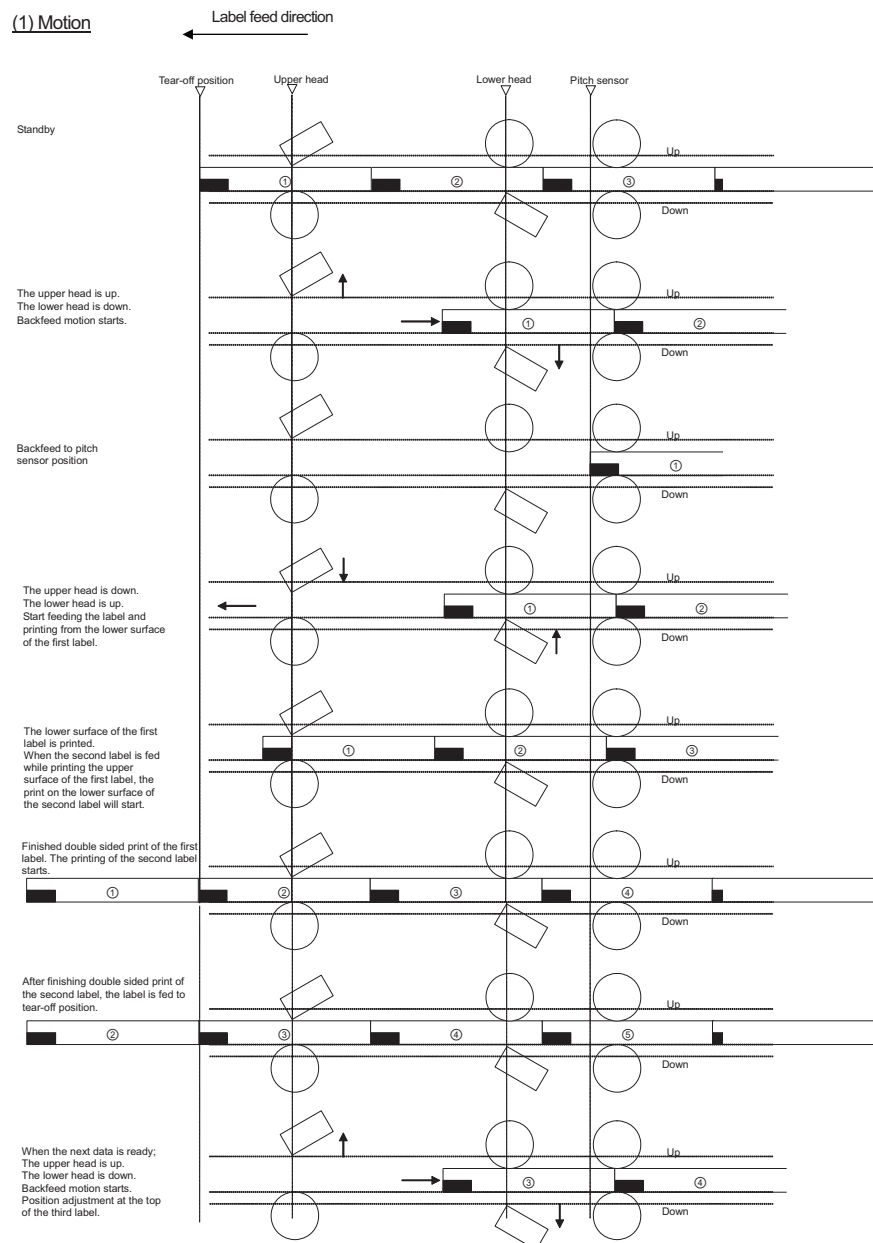 (1) Motion
Label feed direction
Tear-off position
Upper head
Lower head
Pitch sensor
Standby
Up
① ② ③
Down
The upper head is up.
The lower head is down.
Backfeed motion starts.
Up
① ②
Down
Backfeed to pitch
sensor position
Up
①
Down
The upper head is down.
The lower head is up.
Start feeding the label and
printing from the lower surface
of the first label.
Up
① ②
Down
The lower surface of the first
label is printed.
When the second label is fed
while printing the upper
surface of the first label, the
print on the lower surface of
the second label will start.
Up
① ② ③
Down
Finished double sided print of the first
label. The printing of the second label
starts.
Up
① ② ③ ④
Down
After finishing double sided print of
the second label, the label is fed to
tear-off position.
Up
② ③ ④ ⑤
Down
When the next data is ready;
The upper head is up.
The lower head is down.
Backfeed motion starts.
Position adjustment at the top
of the third label.
Up
③ ④
Down